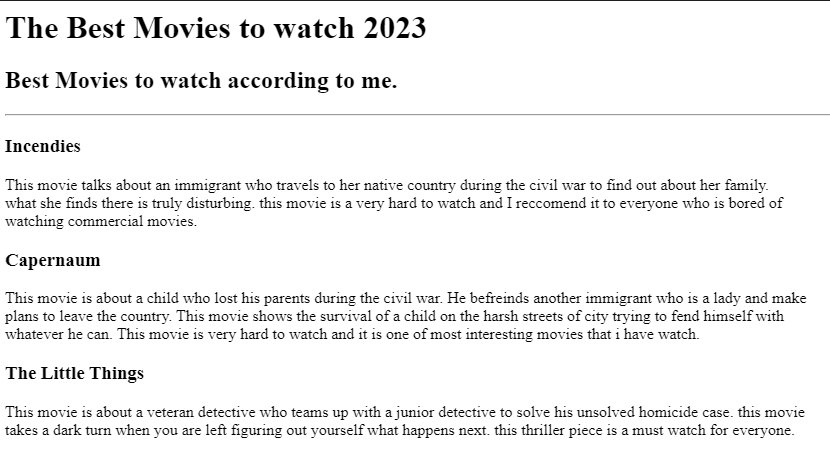 The Best Movies to watch 2023
Best Movies to watch according to me.
Incendies
This movie talks about an immigrant who travels to her native country during the civil war to find out about her family.
what she finds there is truly disturbing. this movie is a very hard to watch and I reccomend it to everyone who is bored of
watching commercial movies.
Capernaum
This movie is about a child who lost his parents during the civil war. He befreinds another immigrant who is a lady and make
plans to leave the country. This movie shows the survival of a child on the harsh streets of city trying to fend himself with
whatever he can. This movie is very hard to watch and it is one of most interesting movies that i have watch.
The Little Things
This movie is about a veteran detective who teams up with a junior detective to solve his unsolved homicide case. this movie
takes a dark turn when you are left figuring out yourself what happens next. this thriller piece is a must watch for everyone.